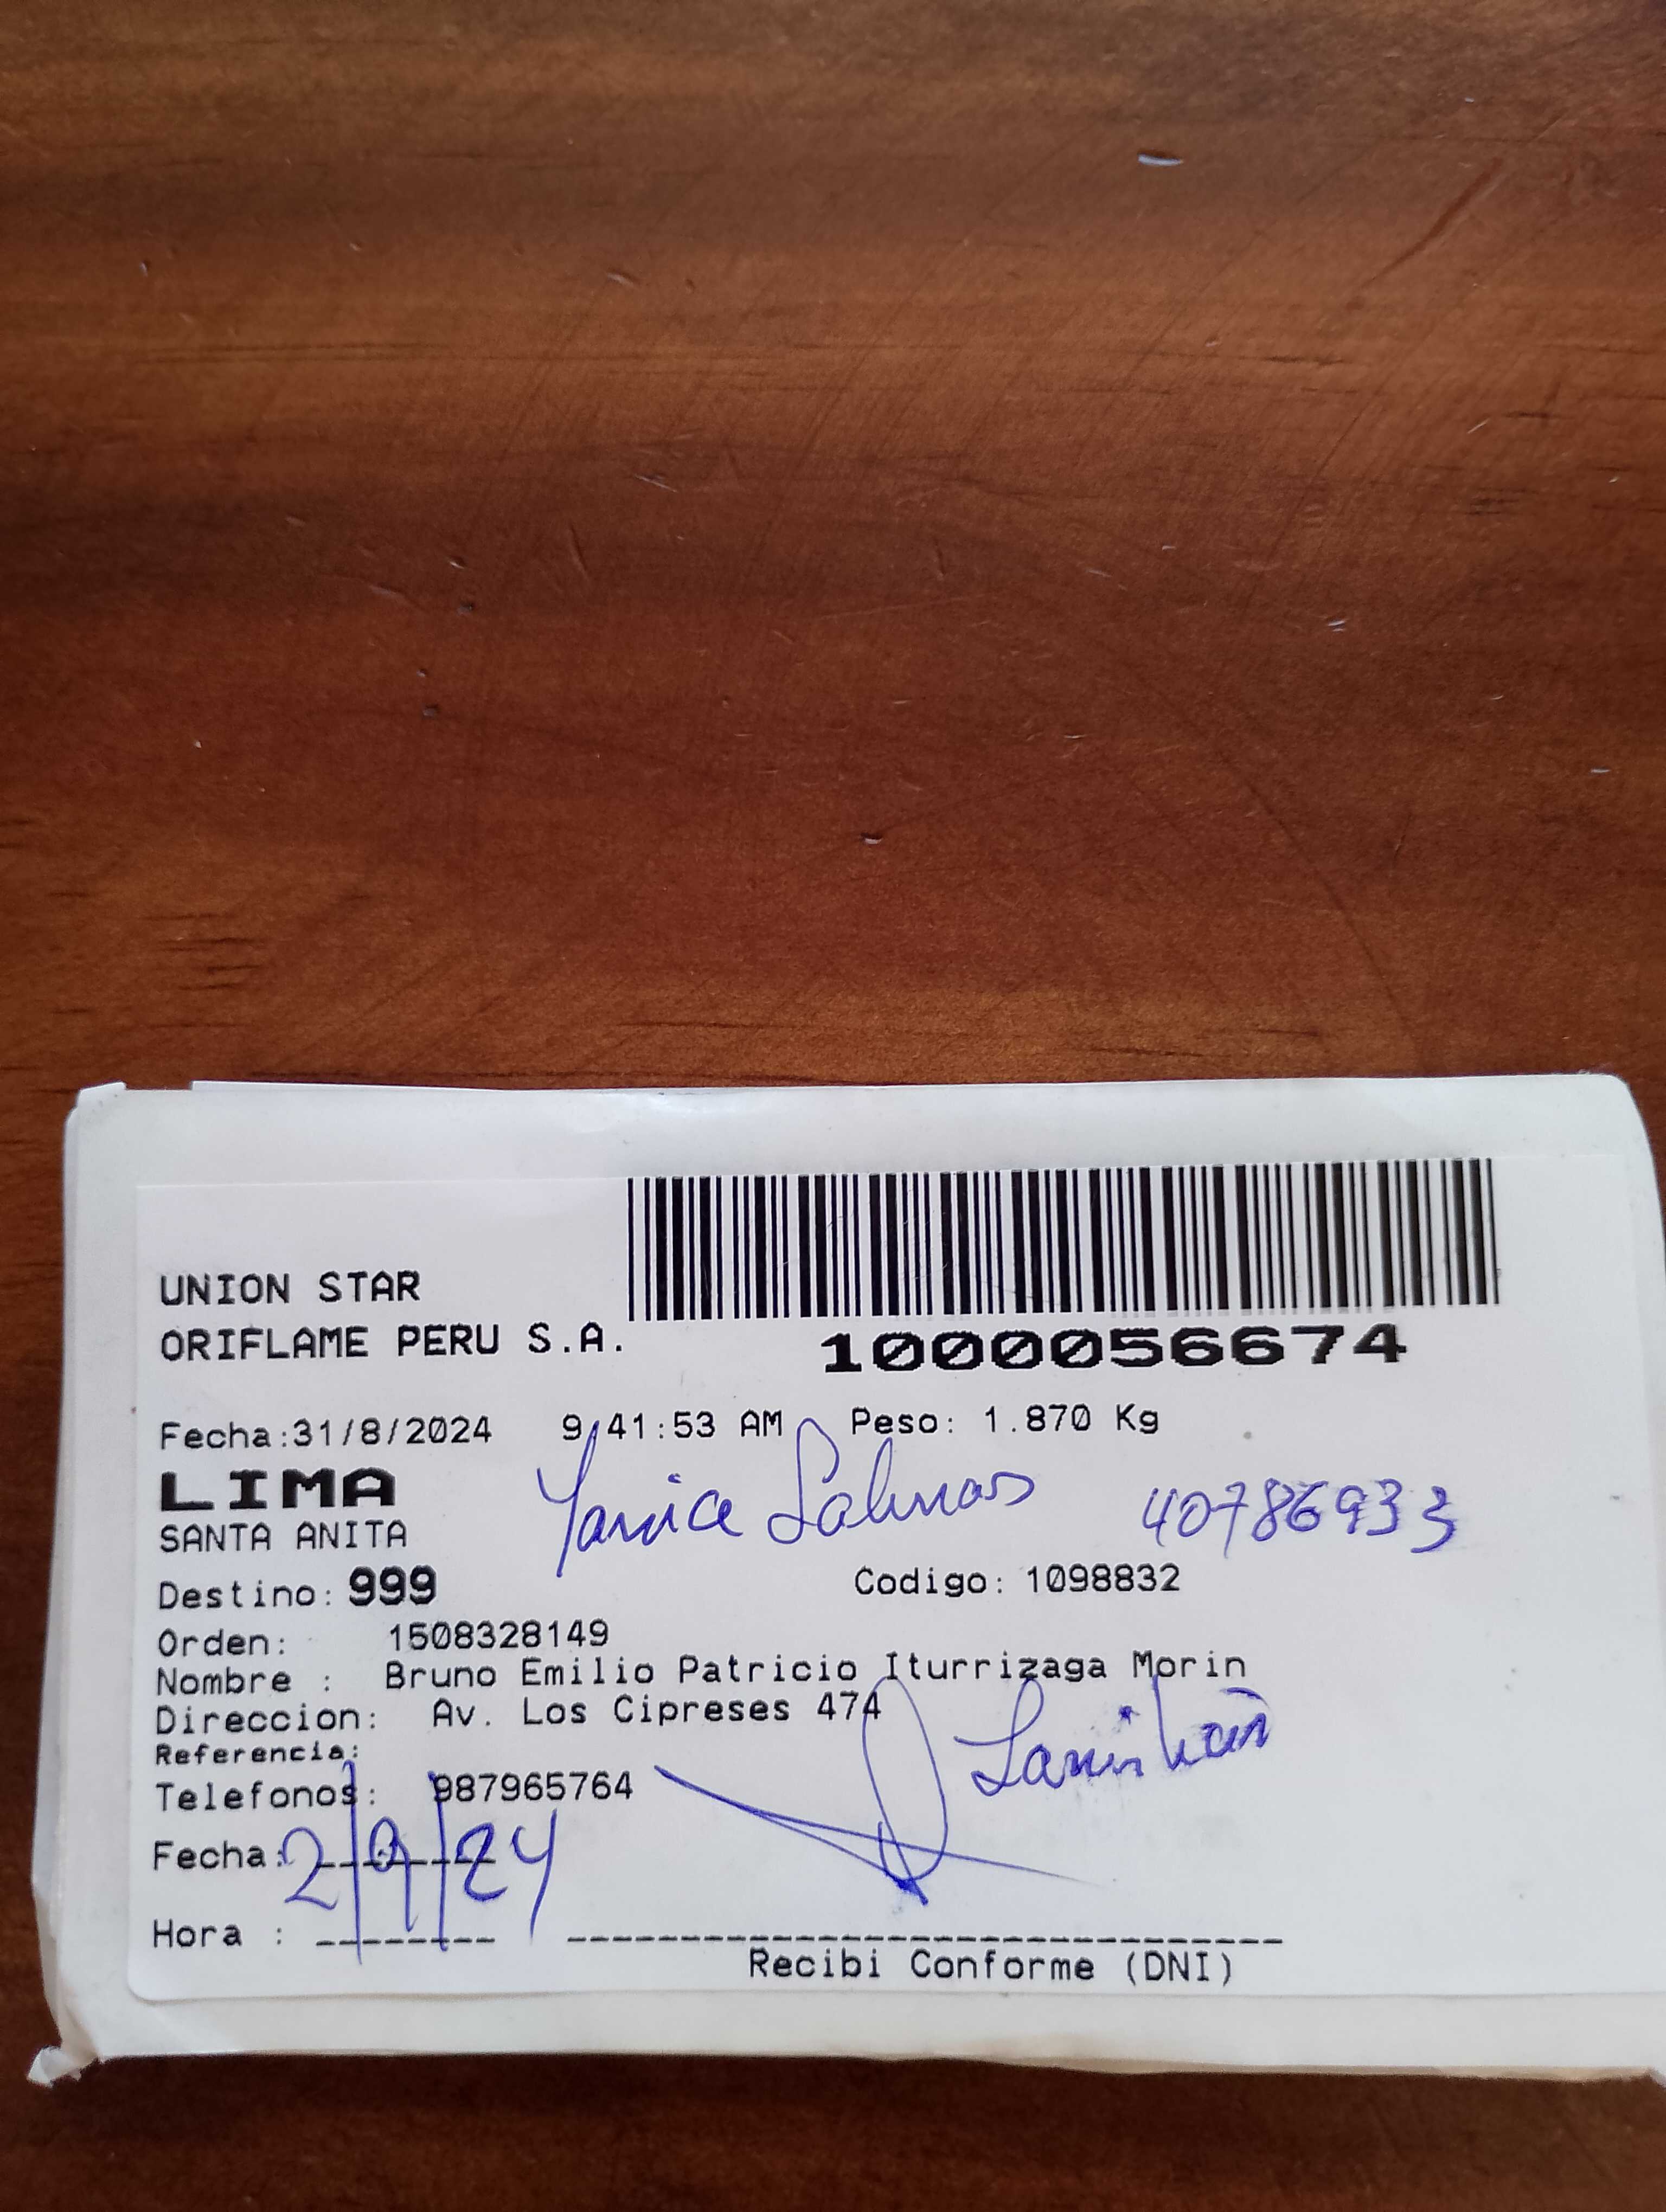 UNION STAR
ORIFLAME PERU S.A.
1000056674
Fecha:31/8/2024 9:41:53 AM Peso: 1.870 Kg
LIMA
SANTA ANITA
Yanica Salinas 40786933
Destino: 999 Codigo: 1098832
Orden: 1508328149
Nombre : Bruno Emilio Patricio Iturrizaga Morin
Direccion: Av. Los Cipreses 474
Referencia:
Telefonos: 987965764
Fecha: 2/9/24
Hora :
Recibi Conforme (DNI)